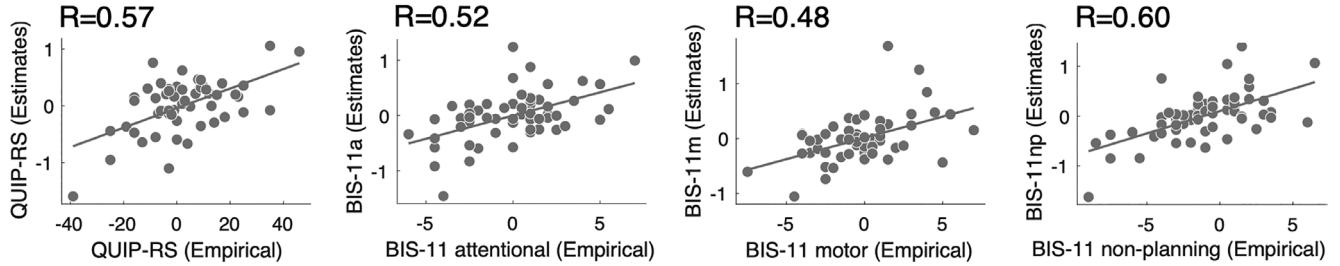 R=0.57
QUIP-RS (Estimates)
1
0
-1
-40 -20 0 20 40
QUIP-RS (Empirical)
R=0.52
BIS-11a (Estimates)
1
0
-1
-5 0 5
BIS-11 attentional (Empirical)
R=0.48
BIS-11m (Estimates)
1
0
-1
-5 0 5
BIS-11 motor (Empirical)
R=0.60
BIS-11np (Estimates)
1
0
-1
-5 0 5
BIS-11 non-planning (Empirical)